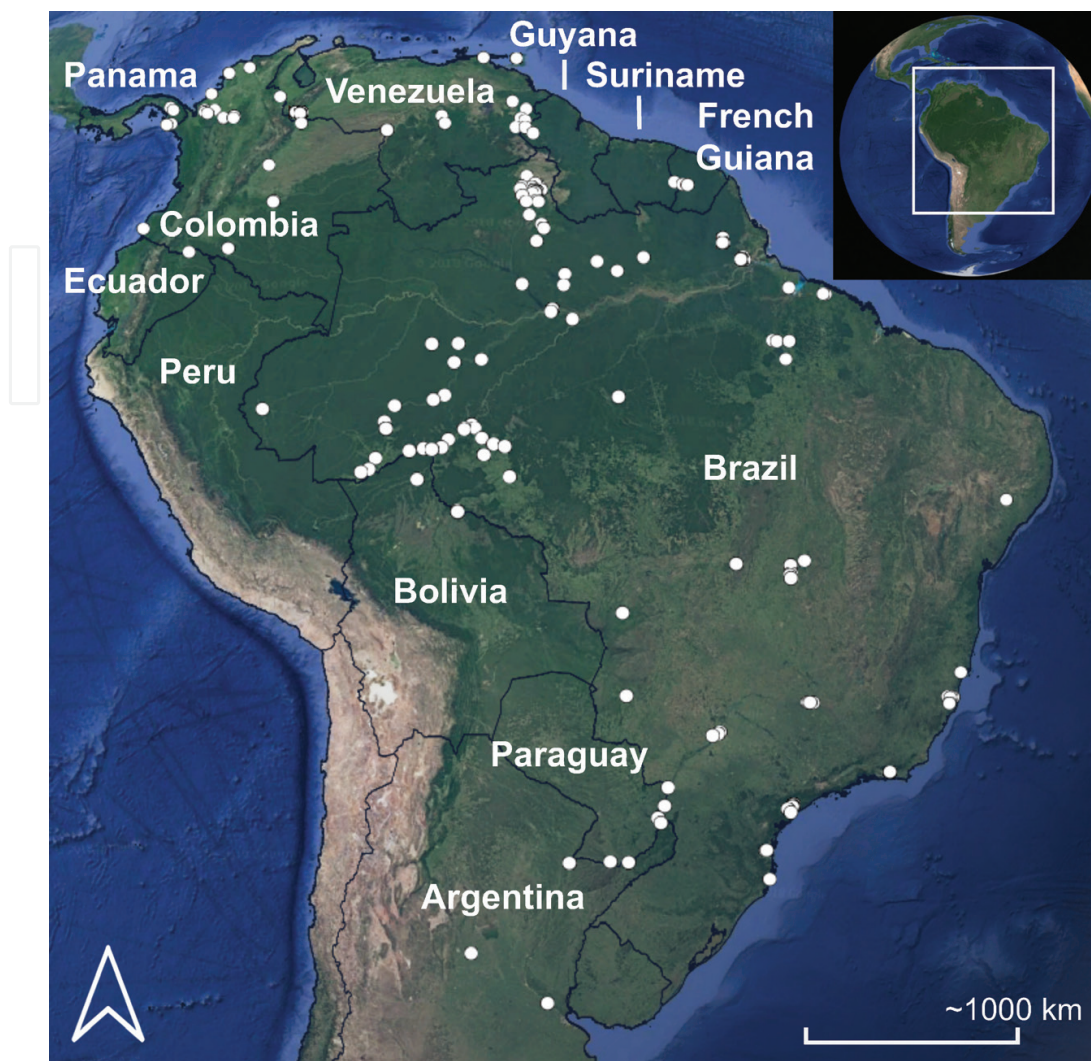 Guyana
Panama
Suriname
Venezuela
French
Guiana
Colombia
Ecuador
Peru
Brazil
Bolivia
Paraguay
Argentina
~1000 km